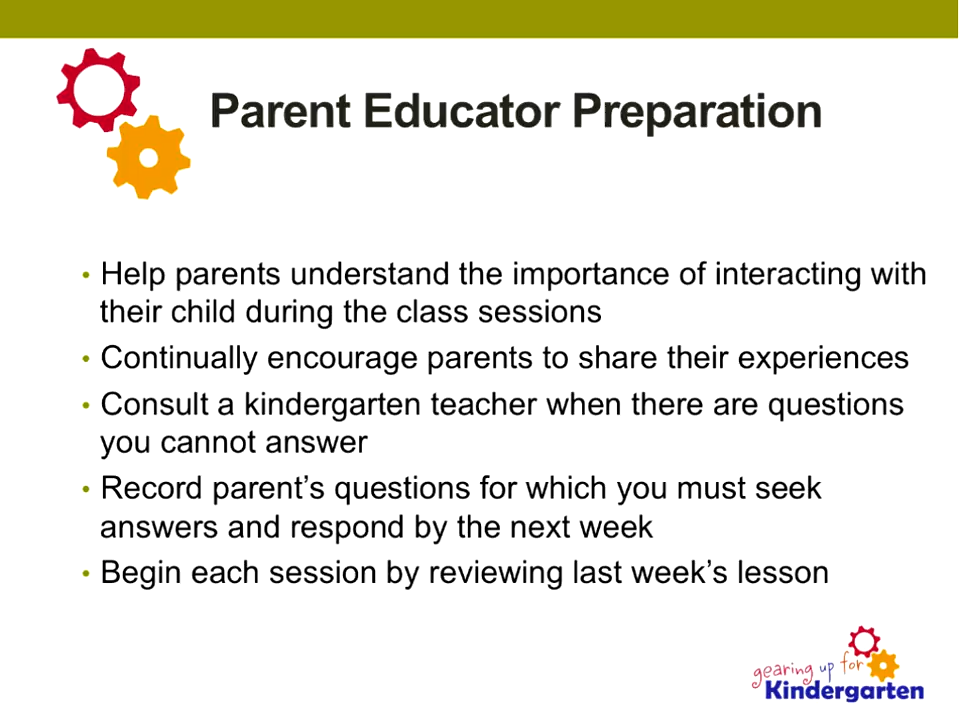 Parent Educator Preparation
• Help parents understand the importance of interacting with
their child during the class sessions
• Continually encourage parents to share their experiences
• Consult a kindergarten teacher when there are questions
you cannot answer
• Record parent’s questions for which you must seek
answers and respond by the next week
• Begin each session by reviewing last week’s lesson
gearing up for
Kindergarten